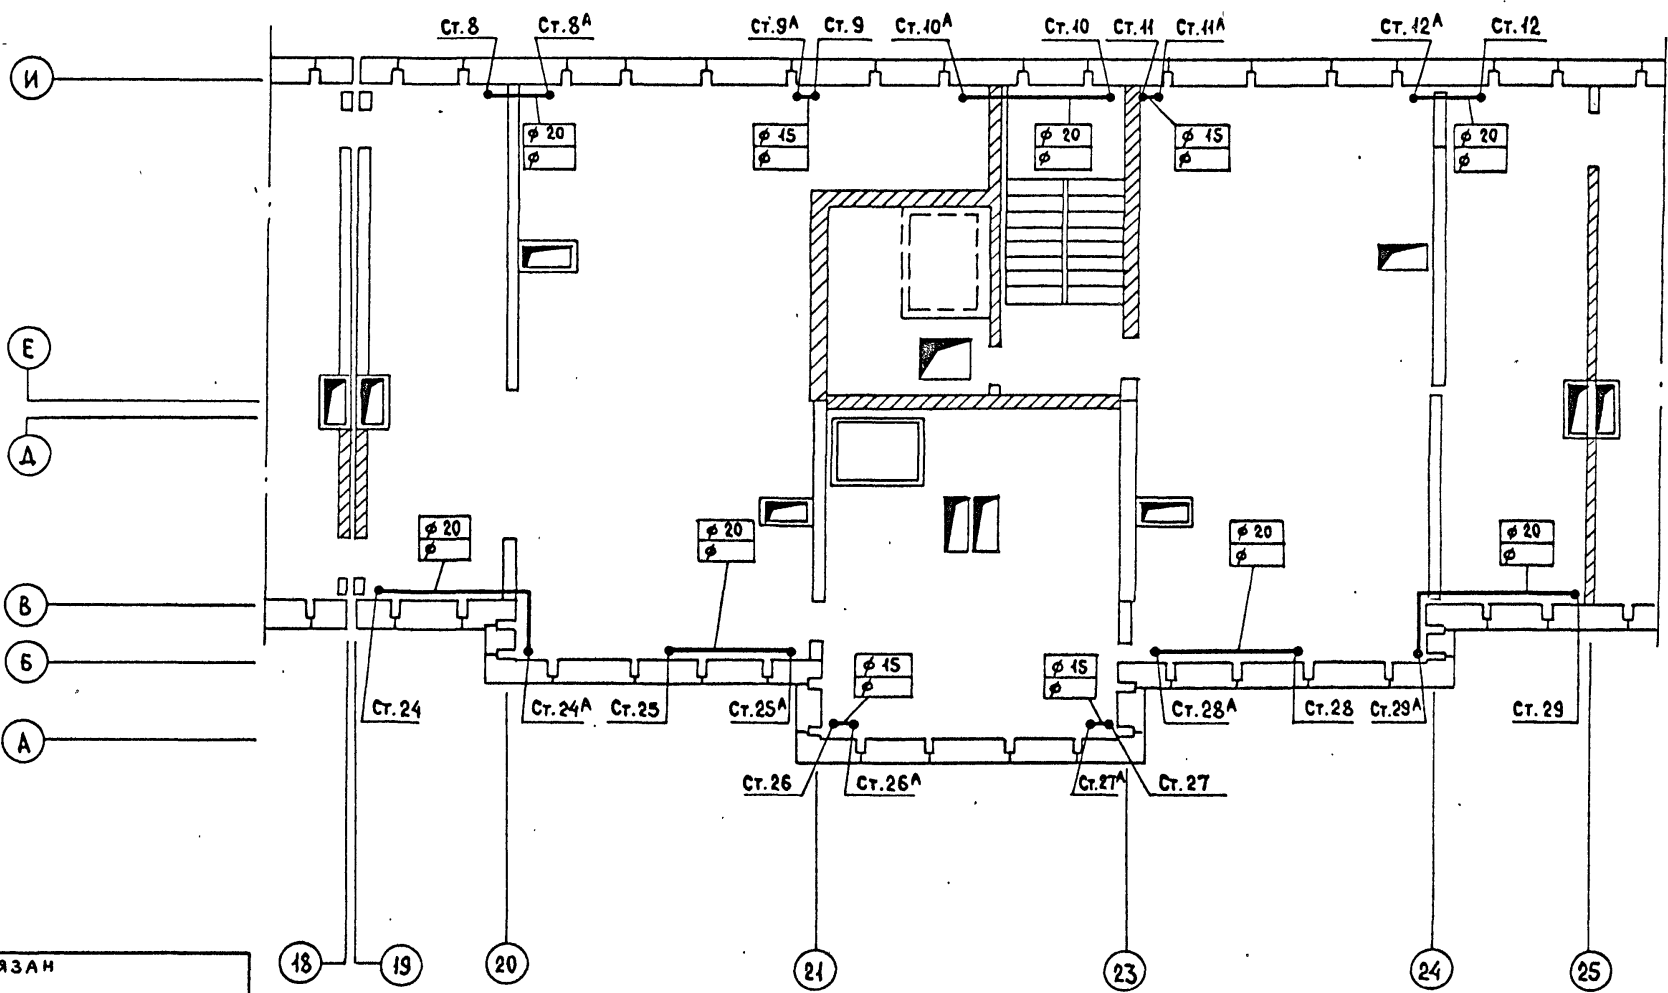 Ст.8 Ст.8А Ст.9А Ст.9 Ст.10А Ст.10 Ст.11 Ст.11А Ст.12А Ст.12
И
ø 20 ø 15 ø 20 ø 15 ø 20
ø ø ø ø ø
Е
Д
ø 20 ø 20 ø 20 ø 20
ø ø ø ø
В
Б
ø 15 ø 15
ø ø
Ст.24 Ст.24А Ст.25 Ст.25А Ст.28А Ст.28 Ст.29А Ст.29
А
Ст.26 Ст.26А Ст.27А Ст.27
18 19 20 21 23 24 25
ЯЗАН